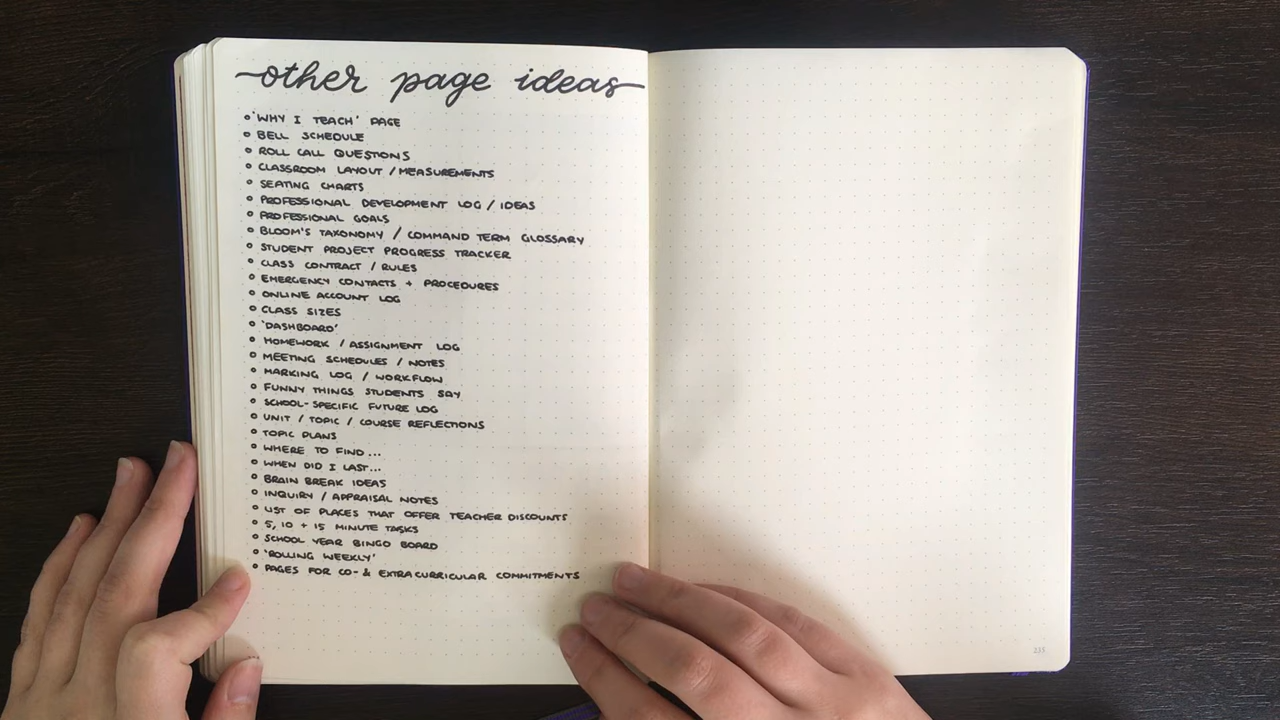 other page ideas
'WHY I TEACH' PAGE
BELL SCHEDULE
ROLL CALL QUESTIONS
CLASSROOM LAYOUT / MEASUREMENTS
SEATING CHARTS
PROFESSIONAL DEVELOPMENT LOG / IDEAS
PROFESSIONAL GOALS
BLOOM'S TAXONOMY / COMMAND TERM GLOSSARY
STUDENT PROJECT PROGRESS TRACKER
CLASS CONTRACT / RULES
EMERGENCY CONTACTS + PROCEDURES
ONLINE ACCOUNT LOG
CLASS SIZES
'DASHBOARD'
HOMEWORK / ASSIGNMENT LOG
MEETING SCHEDULES / NOTES
MARKING LOG / WORKFLOW
FUNNY THINGS STUDENTS SAY
SCHOOL-SPECIFIC FUTURE LOG
UNIT / TOPIC / COURSE REFLECTIONS
TOPIC PLANS
WHERE TO FIND...
WHEN DID I LAST...
BRAIN BREAK IDEAS
INQUIRY / APPRAISAL NOTES
LIST OF PLACES THAT OFFER TEACHER DISCOUNTS
5, 10 + 15 MINUTE TASKS
SCHOOL YEAR BINGO BOARD
'ROLLING WEEKLY'
PAGES FOR CO- & EXTRACURRICULAR COMMITMENTS
235